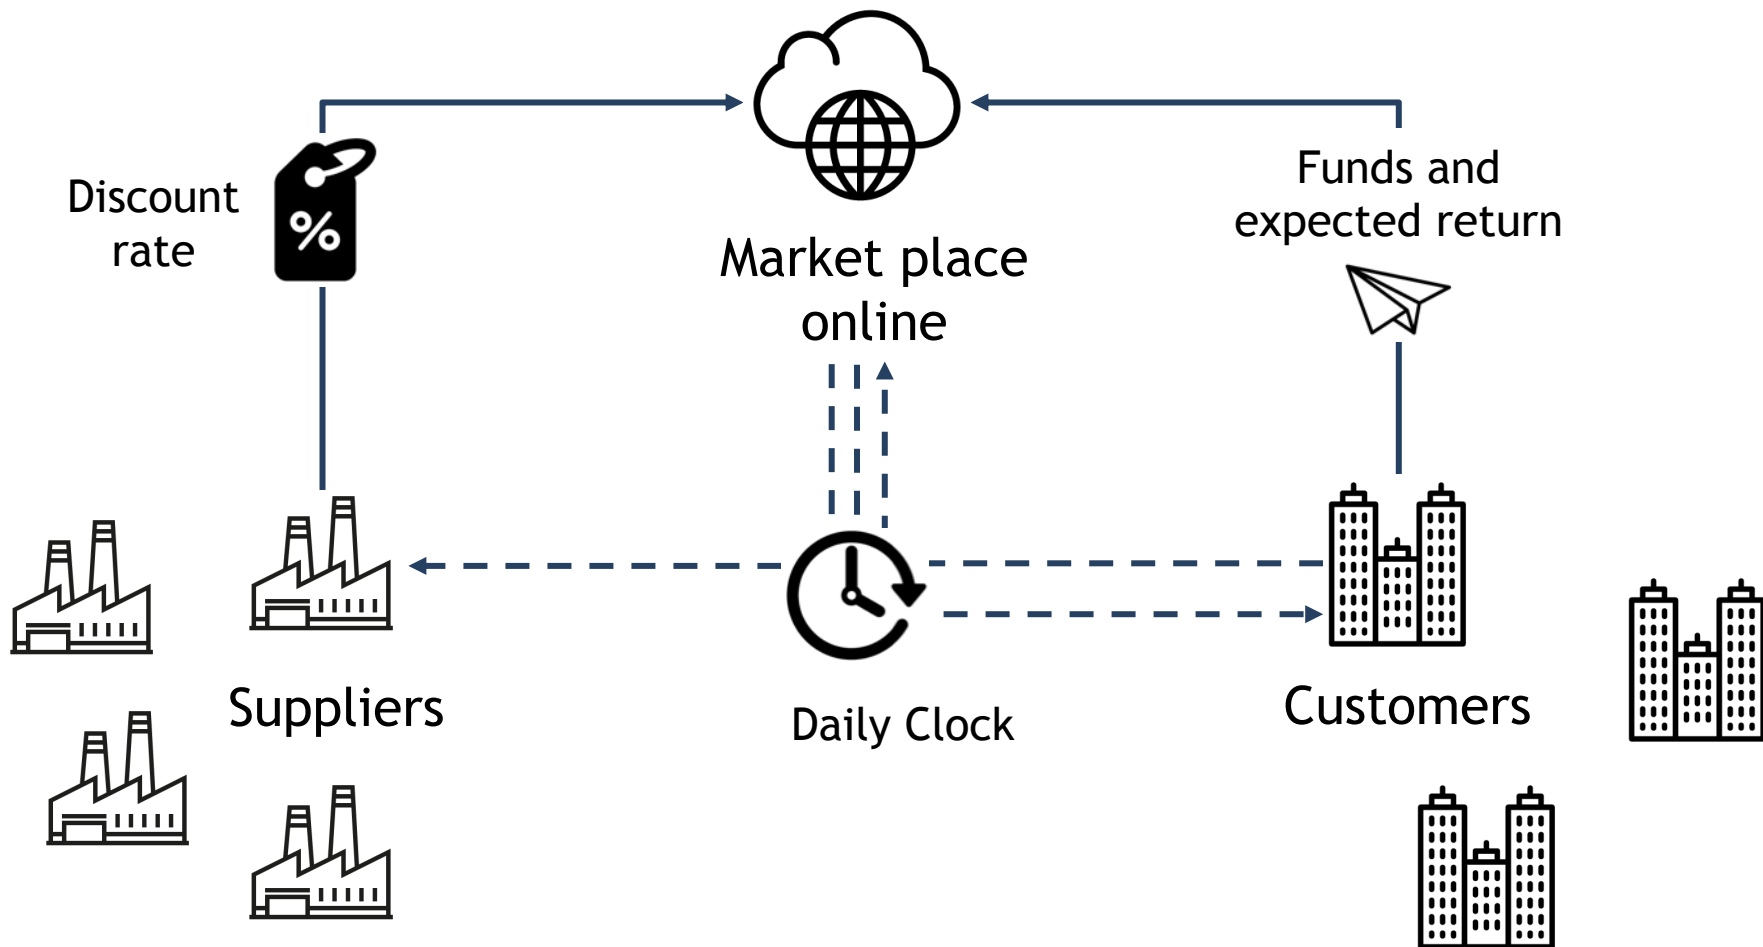 Discount
rate
%
Market place
online
Funds and
expected return
Suppliers
Daily Clock
Customers